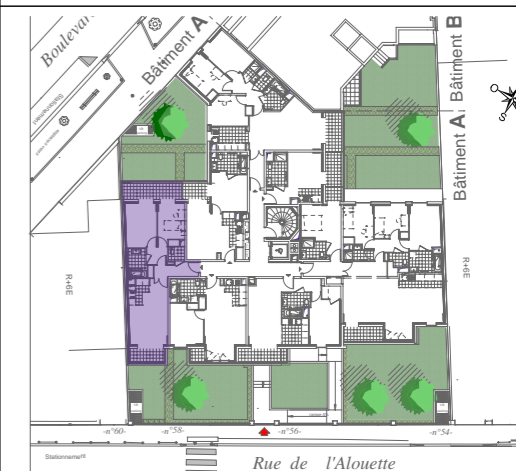 Boulevard
Bâtiment A
Bâtiment B
Bâtiment A
S
R+6E
R+6E
-n°60-
-n°58-
-n°56-
-n°54-
Stationnement
Rue de l'Alouette